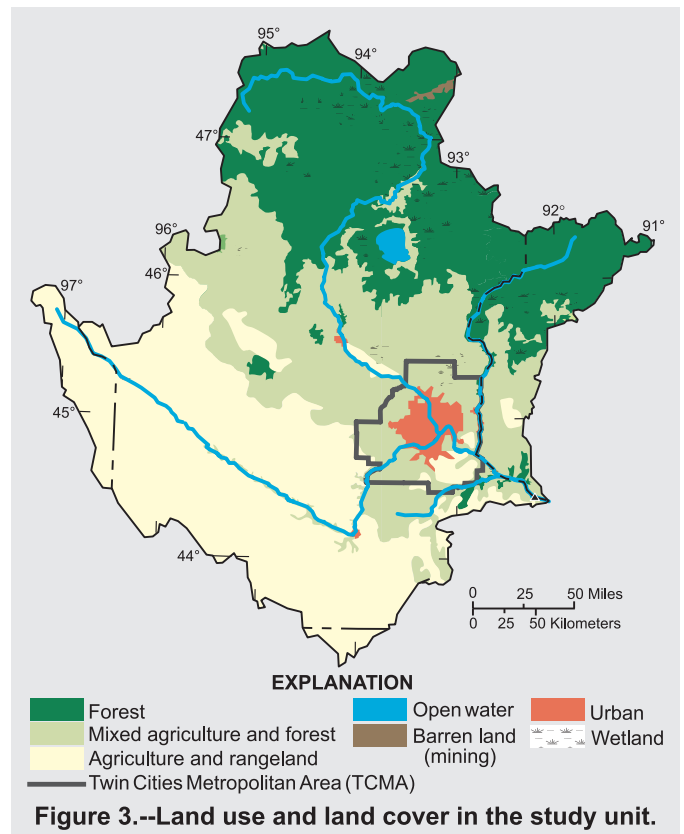 95°
94°
47°
93°
92°
91°
96°
46°
97°
45°
44°
0 25 50 Miles
0 25 50 Kilometers
EXPLANATION
Forest
Open water
Urban
Mixed agriculture and forest
Barren land
(mining)
Wetland
Agriculture and rangeland
Twin Cities Metropolitan Area (TCMA)
Figure 3.--Land use and land cover in the study unit.